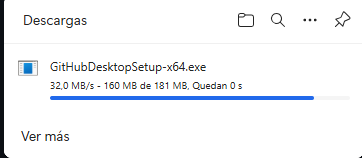 Descargas
GitHubDesktopSetup-x64.exe
32,0 MB/s - 160 MB de 181 MB, Quedan 0 s
Ver más